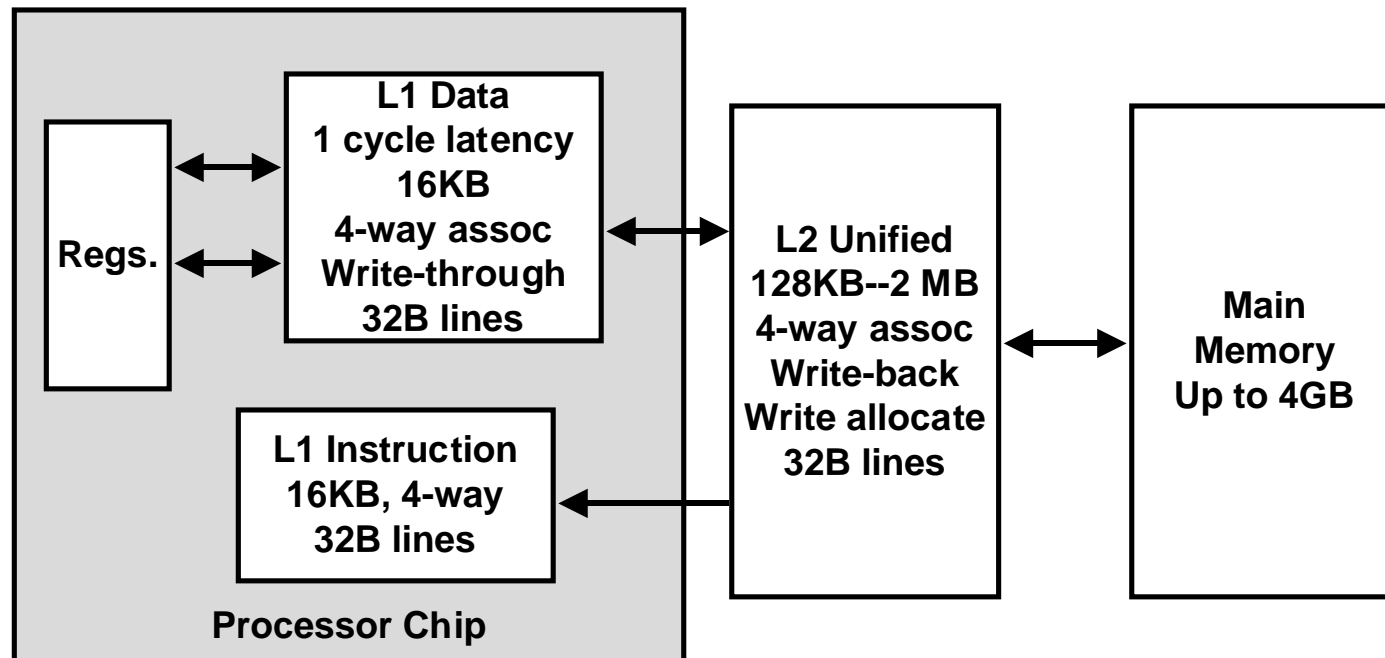 Regs.
L1 Data
1 cycle latency
16KB
4-way assoc
Write-through
32B lines
L1 Instruction
16KB, 4-way
32B lines
Processor Chip
L2 Unified
128KB--2 MB
4-way assoc
Write-back
Write allocate
32B lines
Main
Memory
Up to 4GB